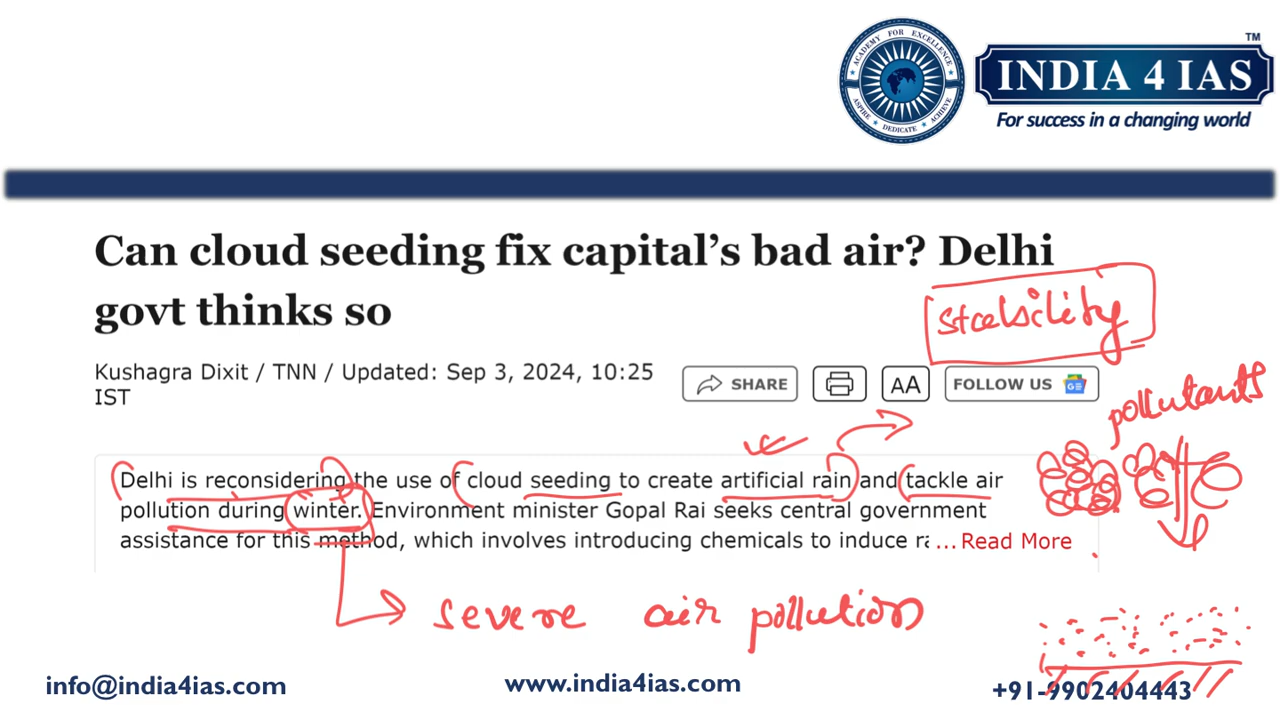 ACADEMY FOR EXCELLENCE
ASPIRE ★ DEDICATE ★ ACHIEVE
INDIA 4 IAS TM
For success in a changing world
Can cloud seeding fix capital's bad air? Delhi
govt thinks so
stability
Kushagra Dixit / TNN / Updated: Sep 3, 2024, 10:25
IST
SHARE
AA
FOLLOW US
pollutants
Delhi is reconsidering the use of cloud seeding to create artificial rain and tackle air
pollution during winter. Environment minister Gopal Rai seeks central government
assistance for this method, which involves introducing chemicals to induce ra ...Read More
severe air pollution
info@india4ias.com
www.india4ias.com
+91-9902404443